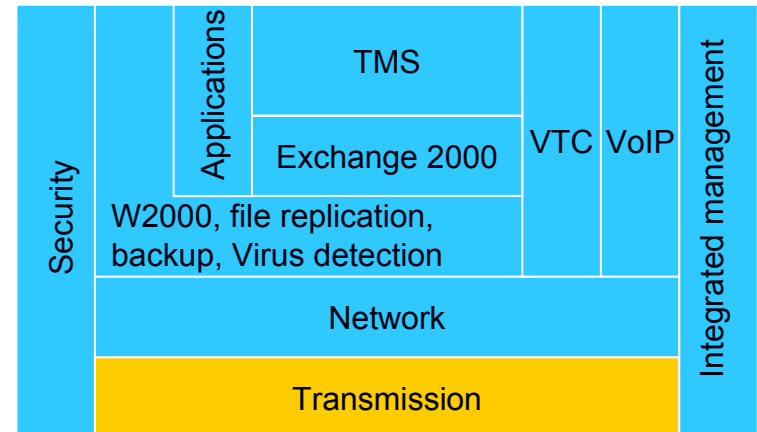 Security
Applications
TMS
Exchange 2000
VTC
VoIP
Integrated management
W2000, file replication,
backup, Virus detection
Network
Transmission